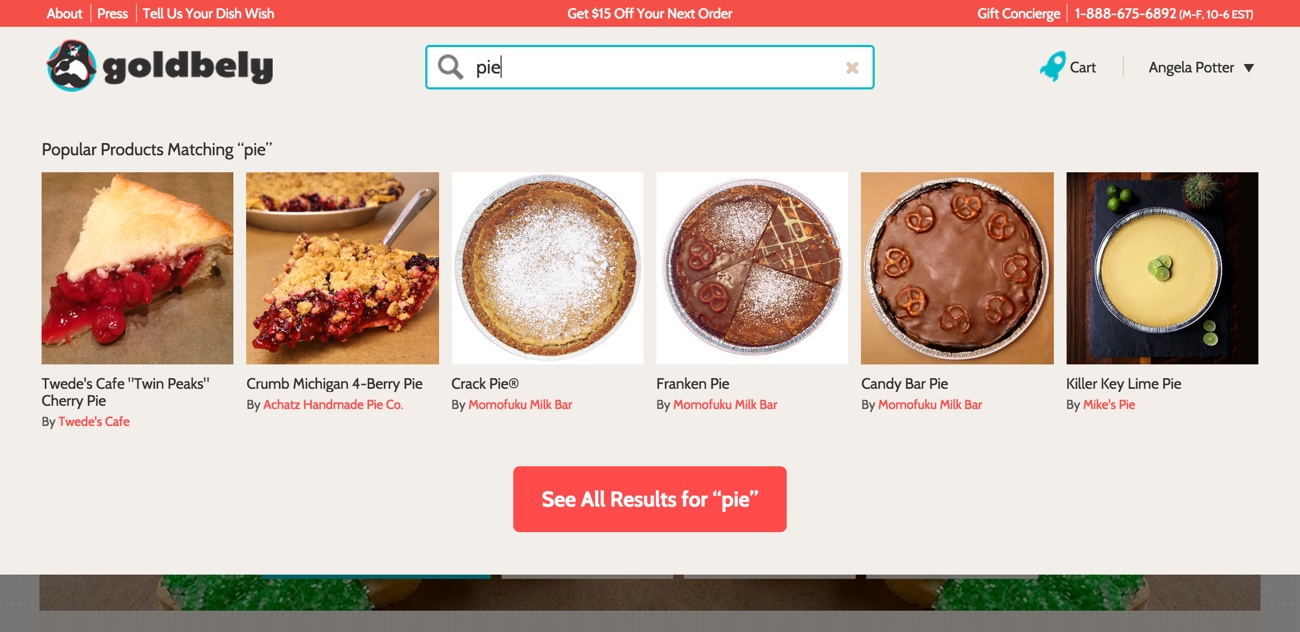 About Press Tell Us Your Dish Wish Get $15 Off Your Next Order Gift Concierge 1-888-675-6892 (M-F, 10-6 EST)
goldbely pie Cart Angela Potter
Popular Products Matching “pie”
Twede's Cafe "Twin Peaks" Cherry Pie
By Twede's Cafe
Crumb Michigan 4-Berry Pie
By Achatz Handmade Pie Co.
Crack Pie®
By Momofuku Milk Bar
Franken Pie
By Momofuku Milk Bar
Candy Bar Pie
By Momofuku Milk Bar
Killer Key Lime Pie
By Mike's Pie
See All Results for “pie”